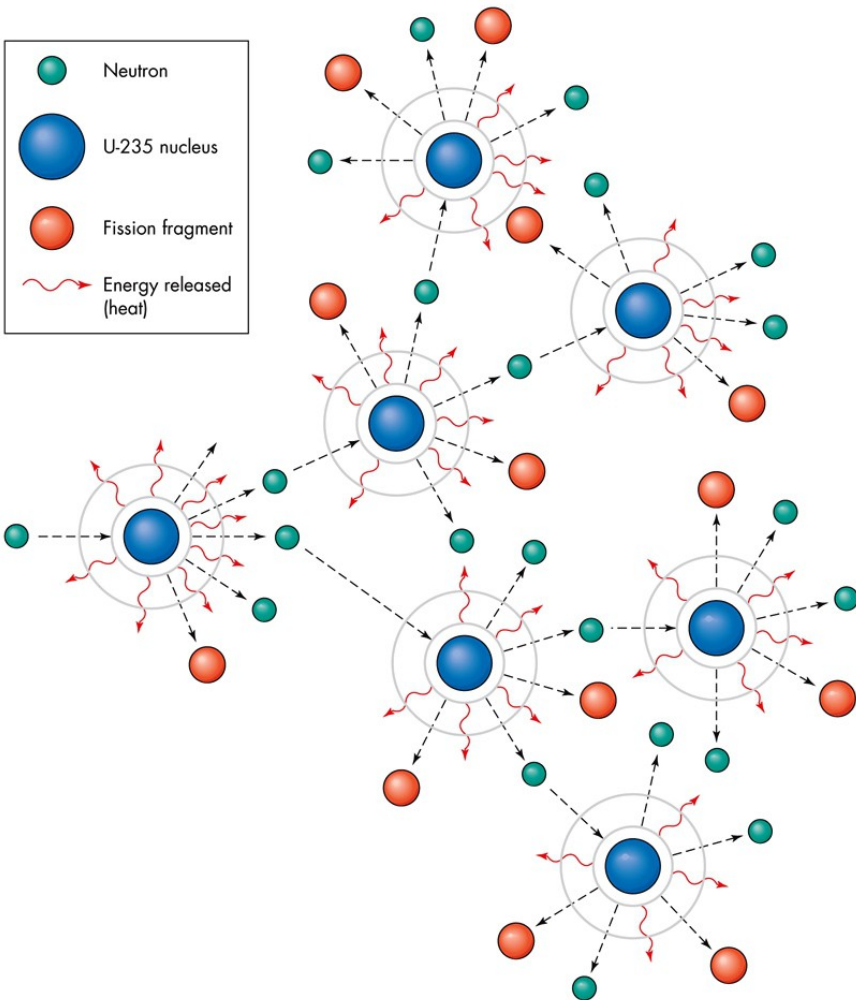 Neutron
U-235 nucleus
Fission fragment
Energy released
(heat)